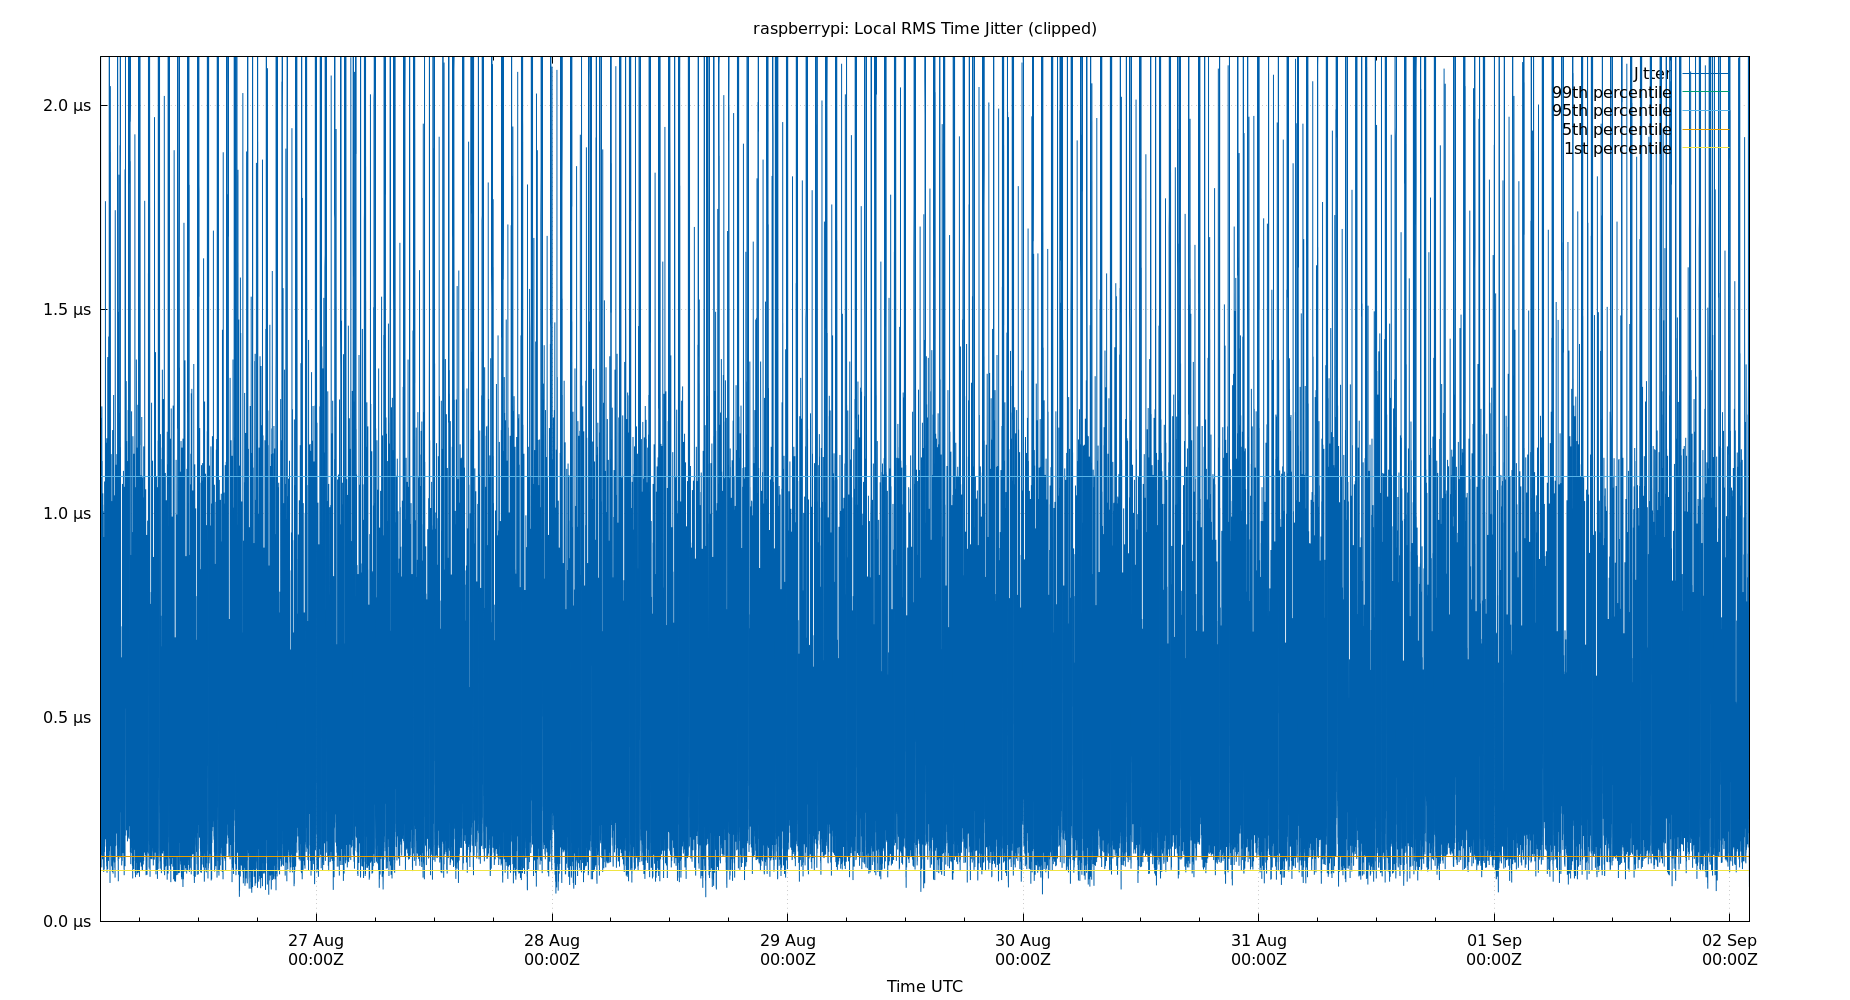 raspberrypi: Local RMS Time Jitter (clipped)
Jitter
99th percentile
95th percentile
5th percentile
1st percentile
2.0 µs
1.5 µs
1.0 µs
0.5 µs
0.0 µs
27 Aug
00:00Z
28 Aug
00:00Z
29 Aug
00:00Z
30 Aug
00:00Z
31 Aug
00:00Z
01 Sep
00:00Z
02 Sep
00:00Z
Time UTC